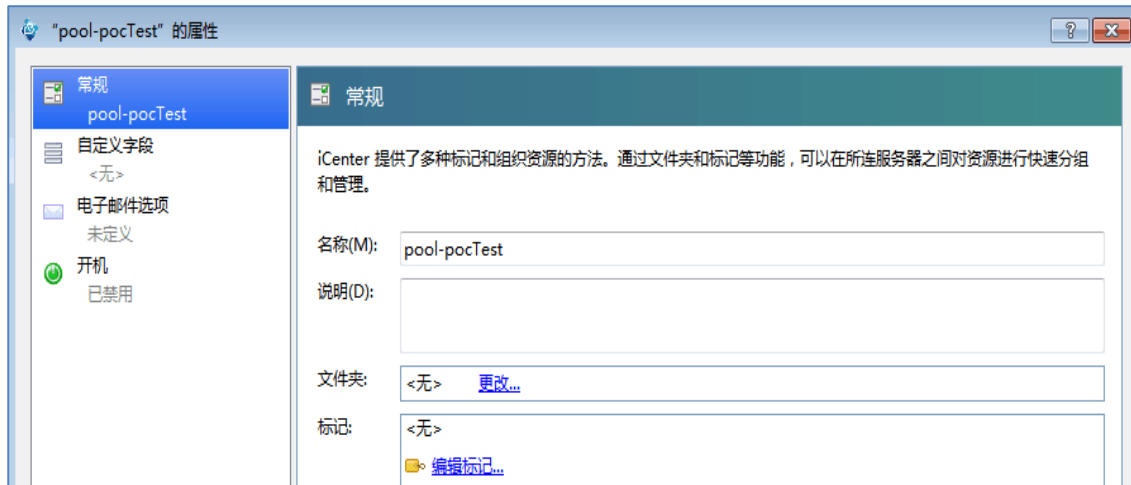 “pool-pocTest” 的属性
常规
pool-pocTest
自定义字段
<无>
电子邮件选项
未定义
开机
已禁用
常规
iCenter 提供了多种标记和组织资源的方法。通过文件夹和标记等功能，可以在所连服务器之间对资源进行快速分组
和管理。
名称(M):
pool-pocTest
说明(D):
文件夹:
<无> 更改...
标记:
<无>
编辑标记...